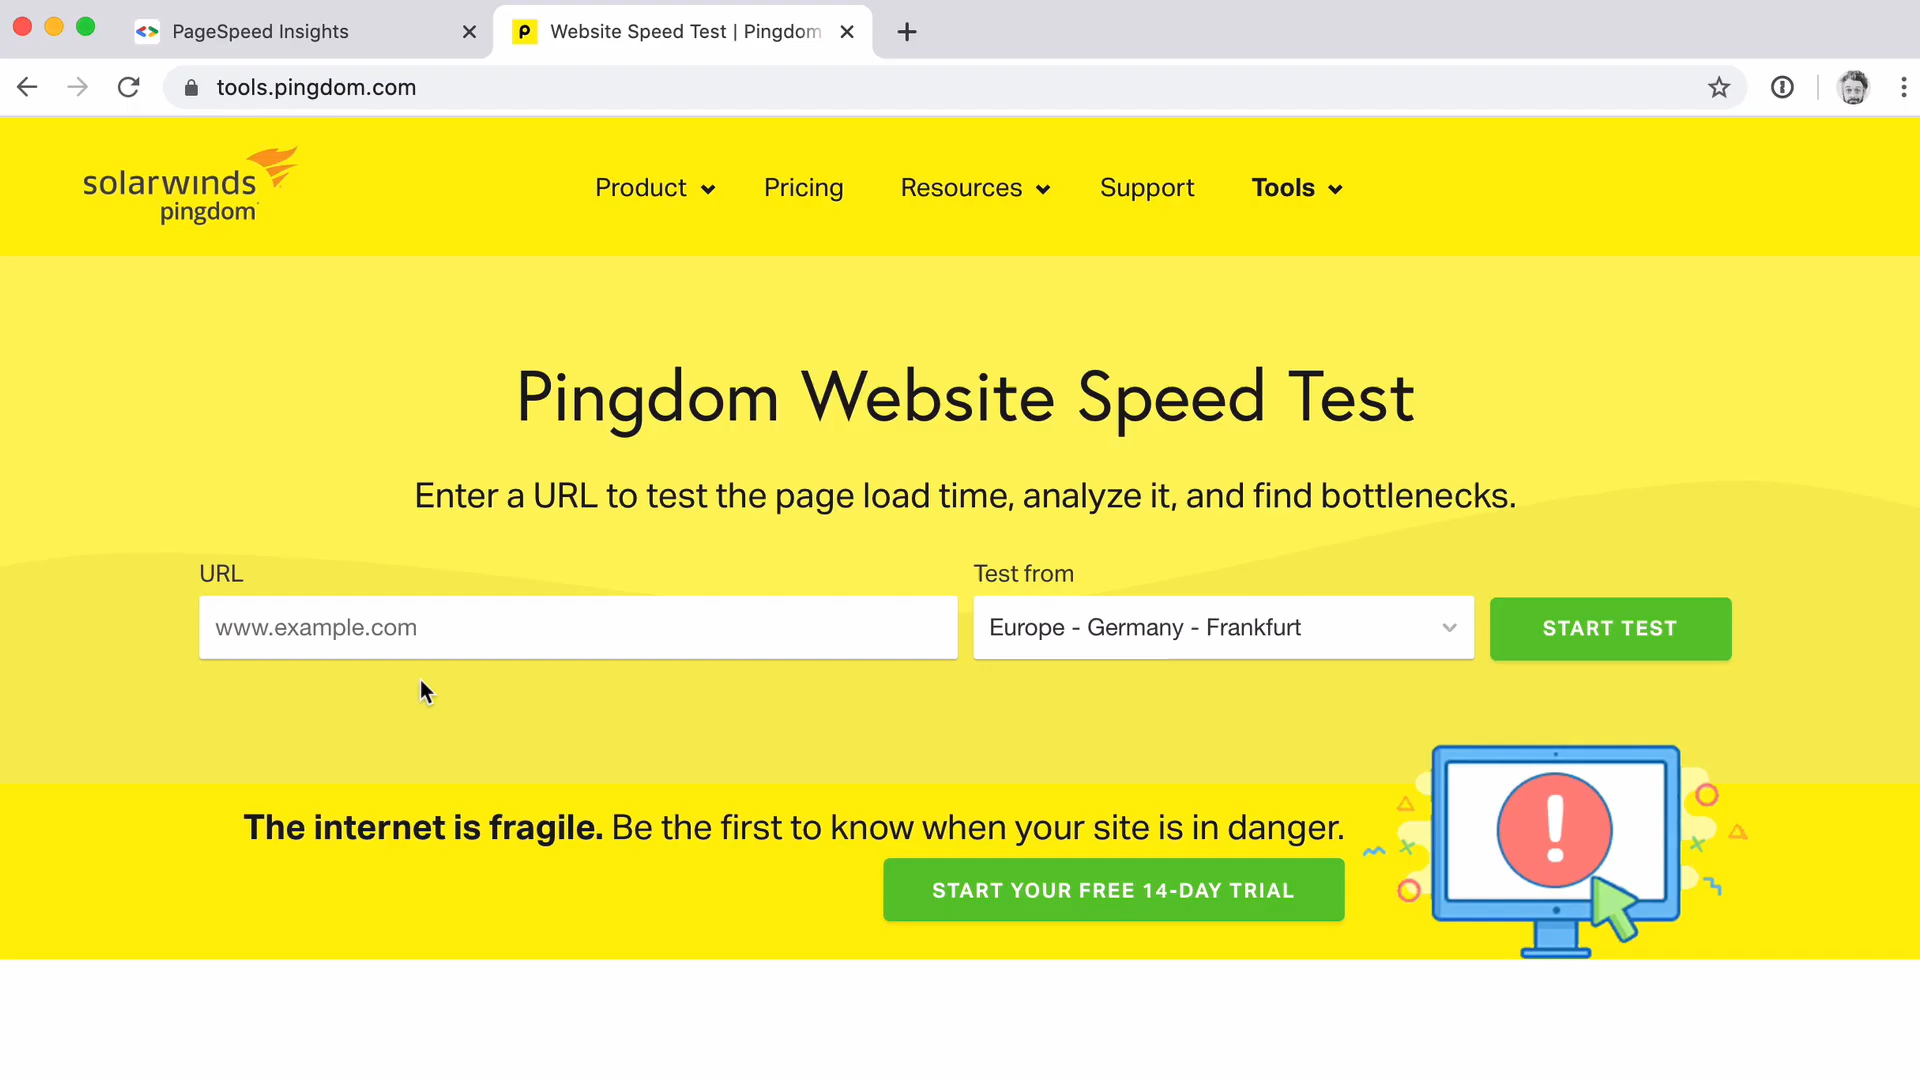 PageSpeed Insights
Website Speed Test | Pingdom
tools.pingdom.com
solarwinds
pingdom
Product
Pricing
Resources
Support
Tools
Pingdom Website Speed Test
Enter a URL to test the page load time, analyze it, and find bottlenecks.
URL
Test from
www.example.com
Europe - Germany - Frankfurt
START TEST
The internet is fragile. Be the first to know when your site is in danger.
START YOUR FREE 14-DAY TRIAL